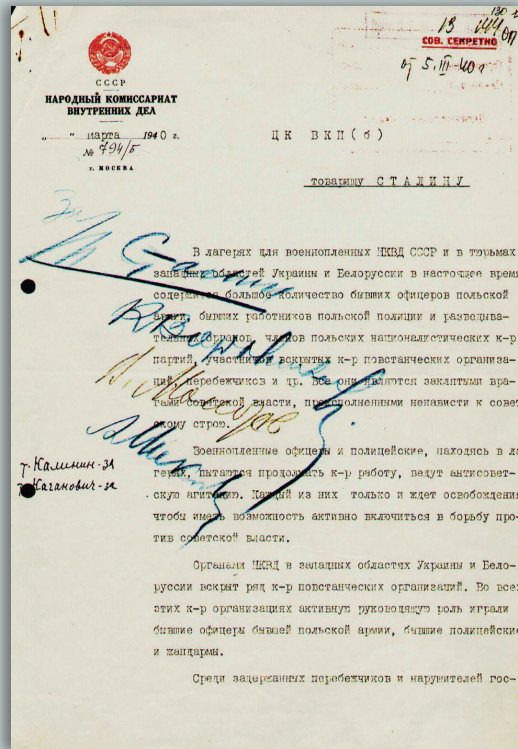 13 144 оп
СОВ. СЕКРЕТНО
от 5.III-40 г
СССР
НАРОДНЫЙ КОМИССАРИАТ
ВНУТРЕННИХ ДЕЛ
„ “ марта 1940 г.
№ 794/Б
г. МОСКВА
ЦК ВКП(б)
товарищу СТАЛИНУ
за
И. Сталин
К. Ворошилов
В. Молотов
А. Микоян
В лагерях для военнопленных НКВД СССР и в тюрьмах
западных областей Украины и Белоруссии в настоящее время
содержится большое количество бывших офицеров польской
армии, бывших работников польской полиции и разведыва-
тельных органов, членов польских националистических к-р
партий, участников вскрытых к-р повстанческих организа-
ций, перебежчиков и др. Все они являются заклятыми вра-
гами советской власти, преисполненными ненависти к совет-
скому строю.
Военнопленные офицеры и полицейские, находясь в ла-
герях, пытаются продолжать к-р работу, ведут антисовет-
скую агитацию. Каждый из них только и ждет освобождения,
чтобы иметь возможность активно включиться в борьбу про-
тив советской власти.
т. Калинин - за
т. Каганович - за
Органами НКВД в западных областях Украины и Бело-
руссии вскрыт ряд к-р повстанческих организаций. Во всех
этих к-р организациях активную руководящую роль играли
бывшие офицеры бывшей польской армии, бывшие полицейские
и жандармы.
Среди задержанных перебежчиков и нарушителей гос-